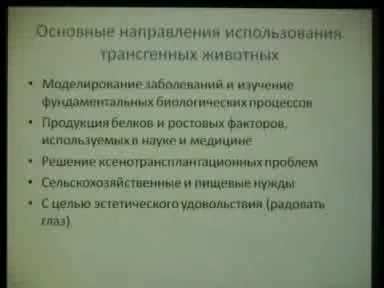 Основные направления использования
трансгенных животных
• Моделирование заболеваний и изучение
фундаментальных биологических процессов
• Продукция белков и ростовых факторов,
используемых в науке и медицине
• Решение ксенотрансплантационных проблем
• Сельскохозяйственные и пищевые нужды
• С целью эстетического удовольствия (радовать
глаз)